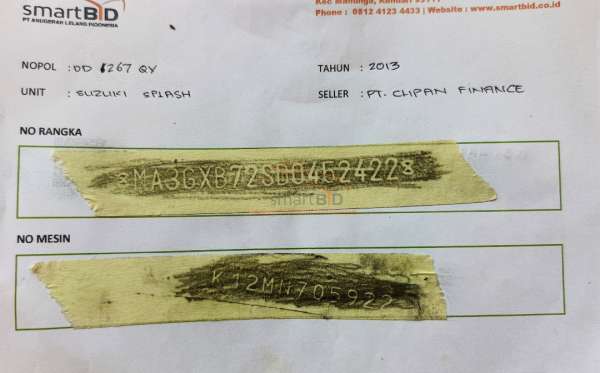 smartBID
PT ANUGERAH LELANG INDONESIA
Phone : 0812 4123 4433 | Website : www.smartbid.co.id
NOPOL : DD 1267 QY
TAHUN : 2013
UNIT : SUZUKI SPLASH
SELLER : PT. CLIPAN FINANCE
NO RANGKA
MA3GXB72SD0452422
smartBID
NO MESIN
K12MN705922